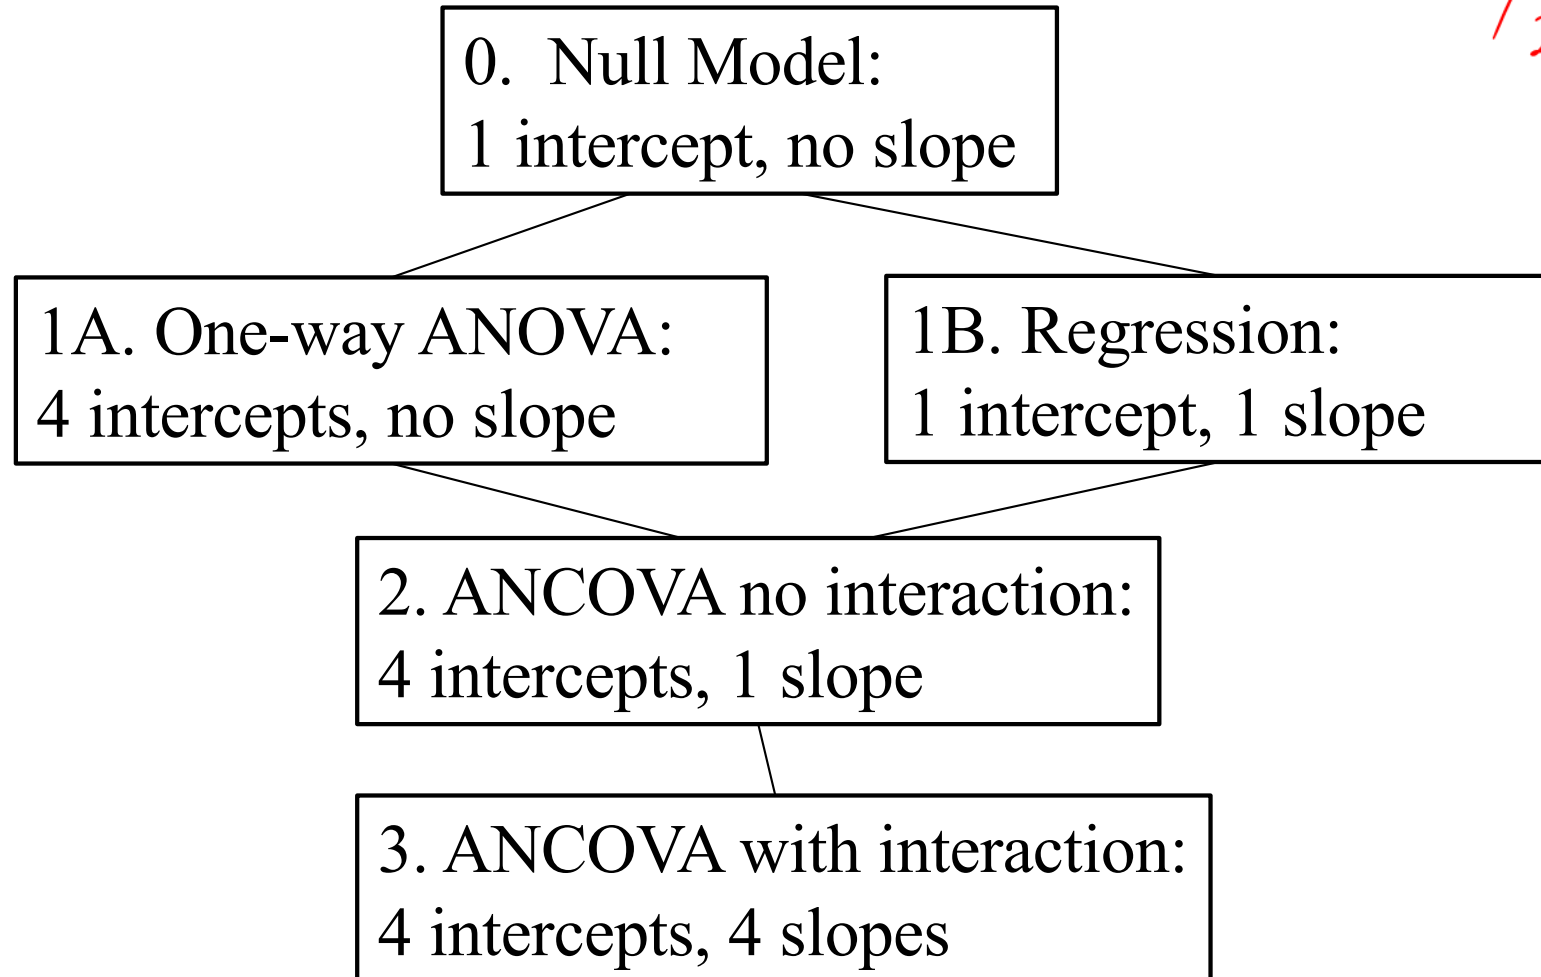 0. Null Model:
1 intercept, no slope
1A. One-way ANOVA:
4 intercepts, no slope
1B. Regression:
1 intercept, 1 slope
2. ANCOVA no interaction:
4 intercepts, 1 slope
3. ANCOVA with interaction:
4 intercepts, 4 slopes